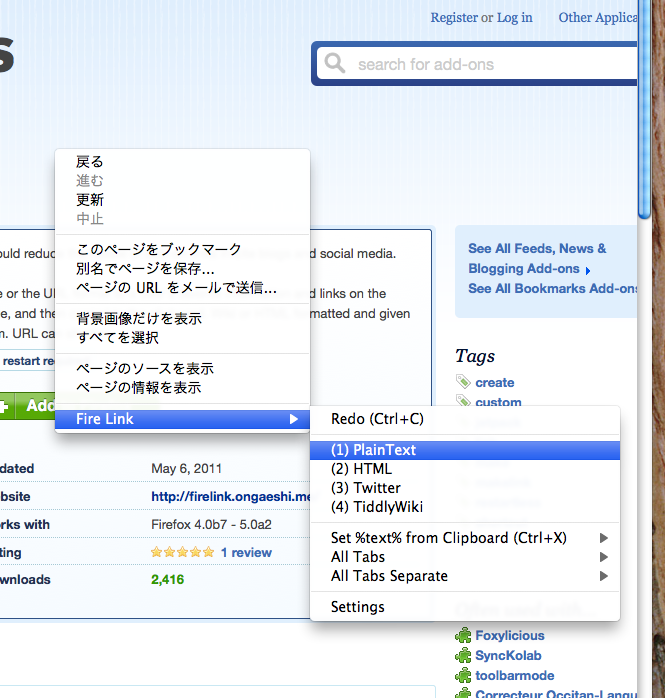 s
Register or Log in
Other Applica
search for add-ons
戻る
進む
更新
中止
このページをブックマーク
別名でページを保存...
ページの URL をメールで送信...
背景画像だけを表示
すべてを選択
ページのソースを表示
ページの情報を表示
Fire Link
ould reduc
d social media.
e or the U
d links on the
e, and the
matted and given
m. URL ca
restart re
Add
Redo (Ctrl+C)
(1) PlainText
(2) HTML
(3) Twitter
(4) TiddlyWiki
Set %text% from Clipboard (Ctrl+X)
All Tabs
All Tabs Separate
Settings
dated
May 6, 2011
ebsite
http://firelink.ongaeshi.me
rks with
Firefox 4.0b7 - 5.0a2
ting
1 review
wnloads
2,416
See All Feeds, News &
Blogging Add-ons
See All Bookmarks Add-ons
Tags
create
custom
Foxylicious
SyncKolab
toolbarmode
Correcteur Occitan-Langu